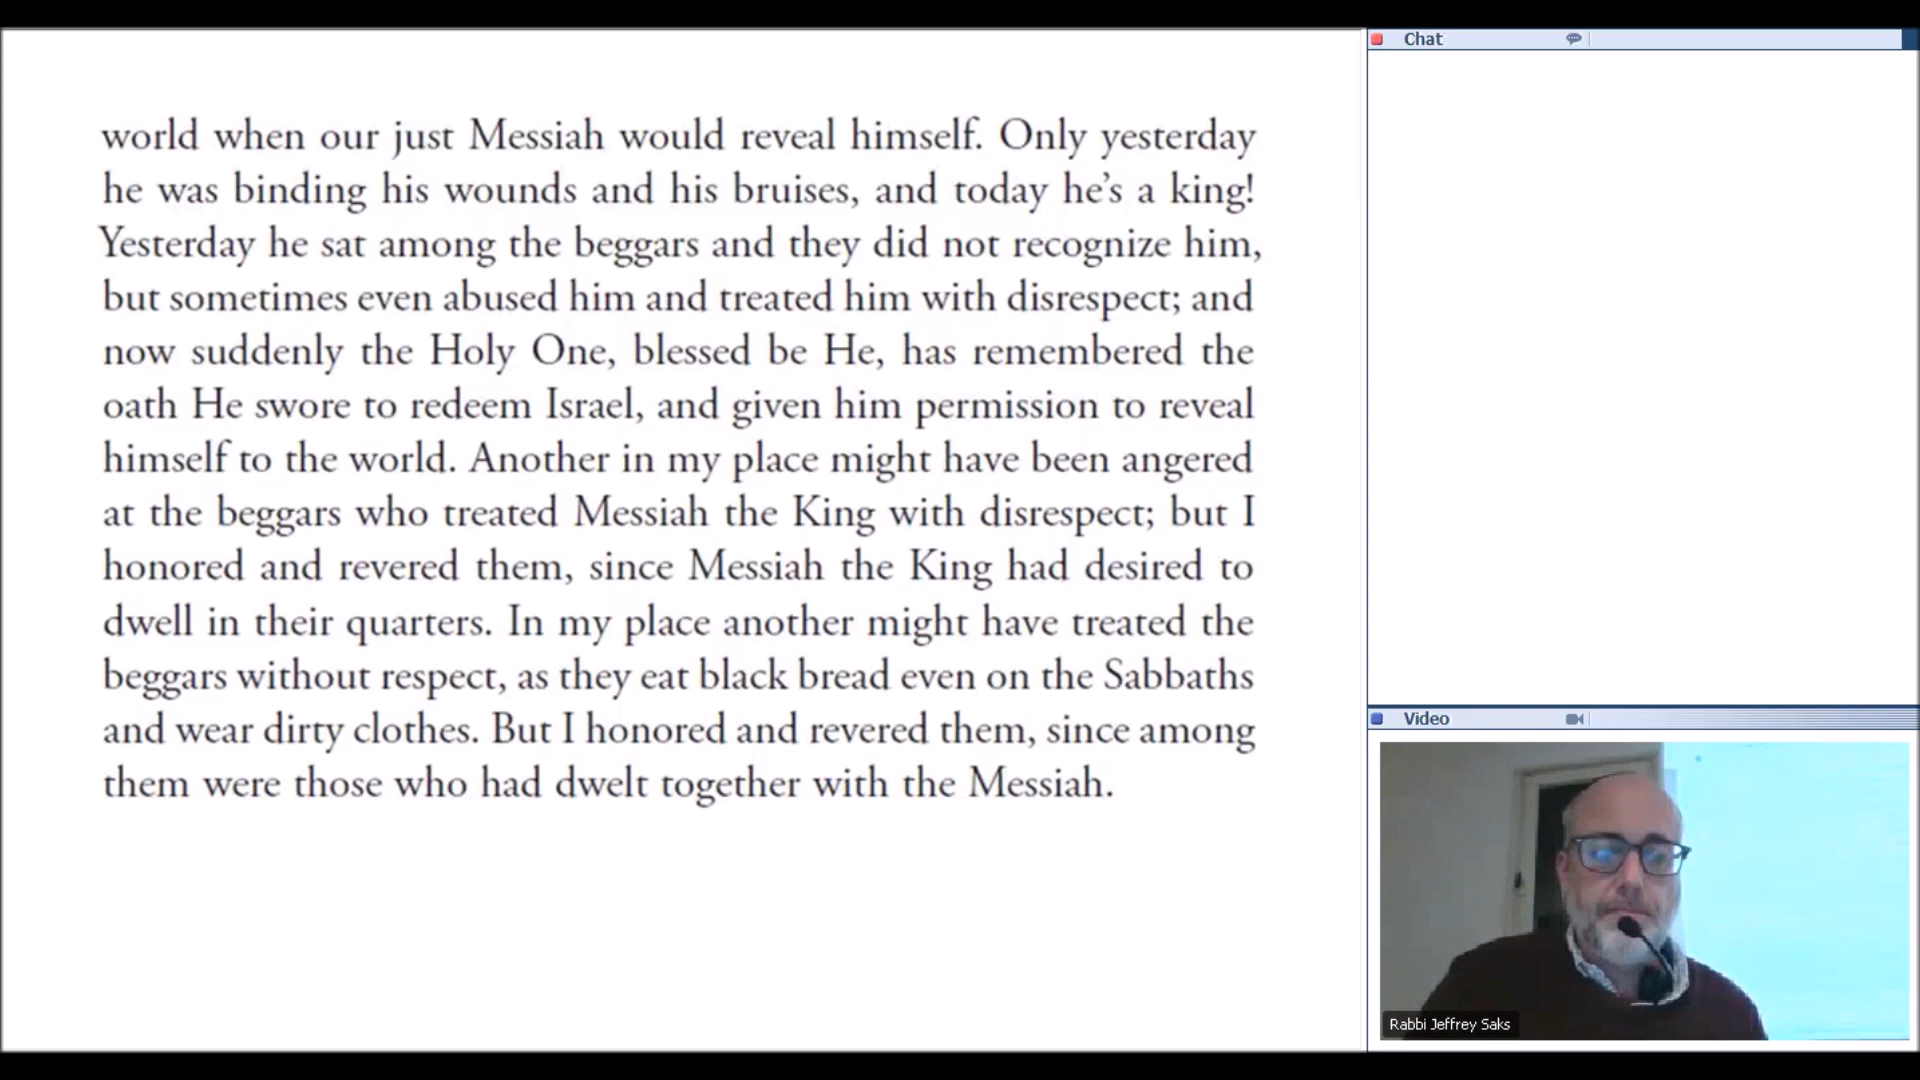 world when our just Messiah would reveal himself. Only yesterday
he was binding his wounds and his bruises, and today he's a king!
Yesterday he sat among the beggars and they did not recognize him,
but sometimes even abused him and treated him with disrespect; and
now suddenly the Holy One, blessed be He, has remembered the
oath He swore to redeem Israel, and given him permission to reveal
himself to the world. Another in my place might have been angered
at the beggars who treated Messiah the King with disrespect; but I
honored and revered them, since Messiah the King had desired to
dwell in their quarters. In my place another might have treated the
beggars without respect, as they eat black bread even on the Sabbaths
and wear dirty clothes. But I honored and revered them, since among
them were those who had dwelt together with the Messiah.
Chat
Video
Rabbi Jeffrey Saks